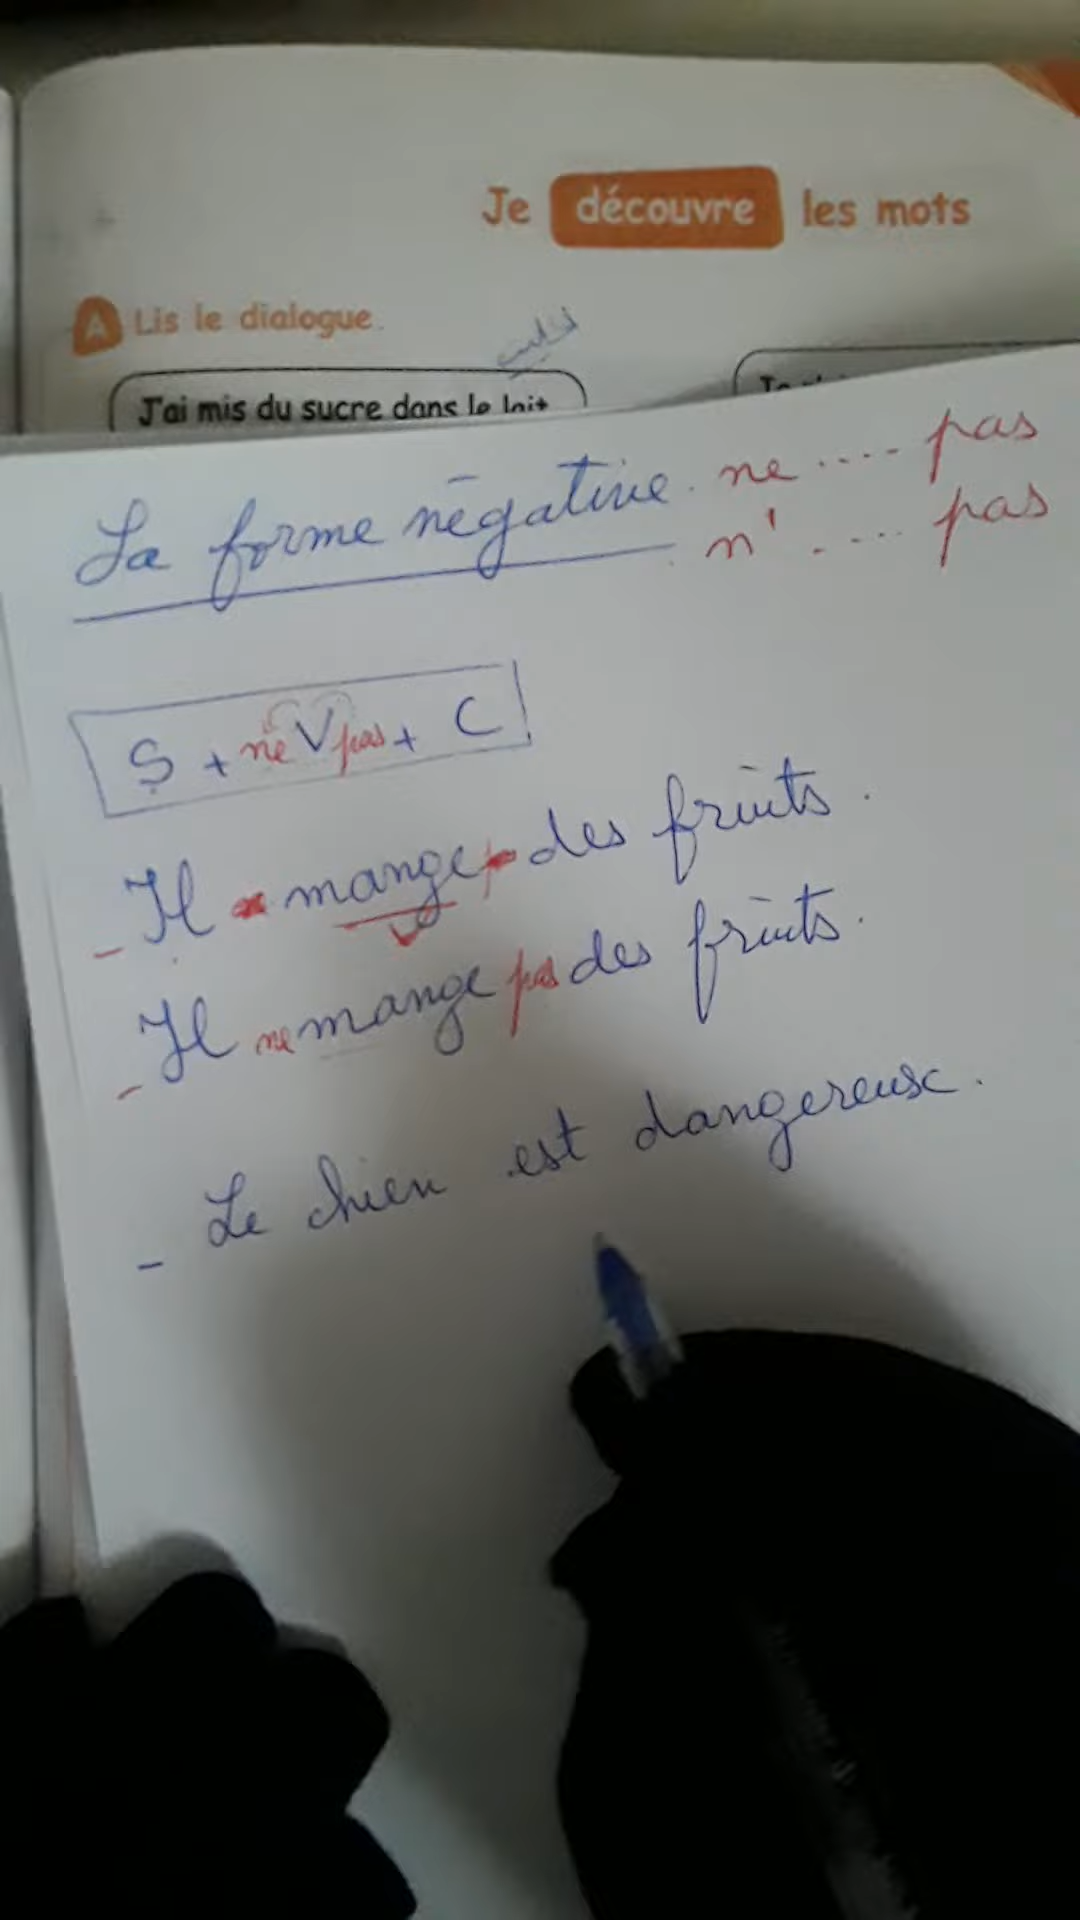 Je découvre les mots
A Lis le dialogue.
J'ai mis du sucre dans le lait
La forme négative. ne .... pas
n' .... pas
S + ne V pas + C
- Il mange des fruits.
- Il ne mange pas des fruits.
- Le chien est dangereux.